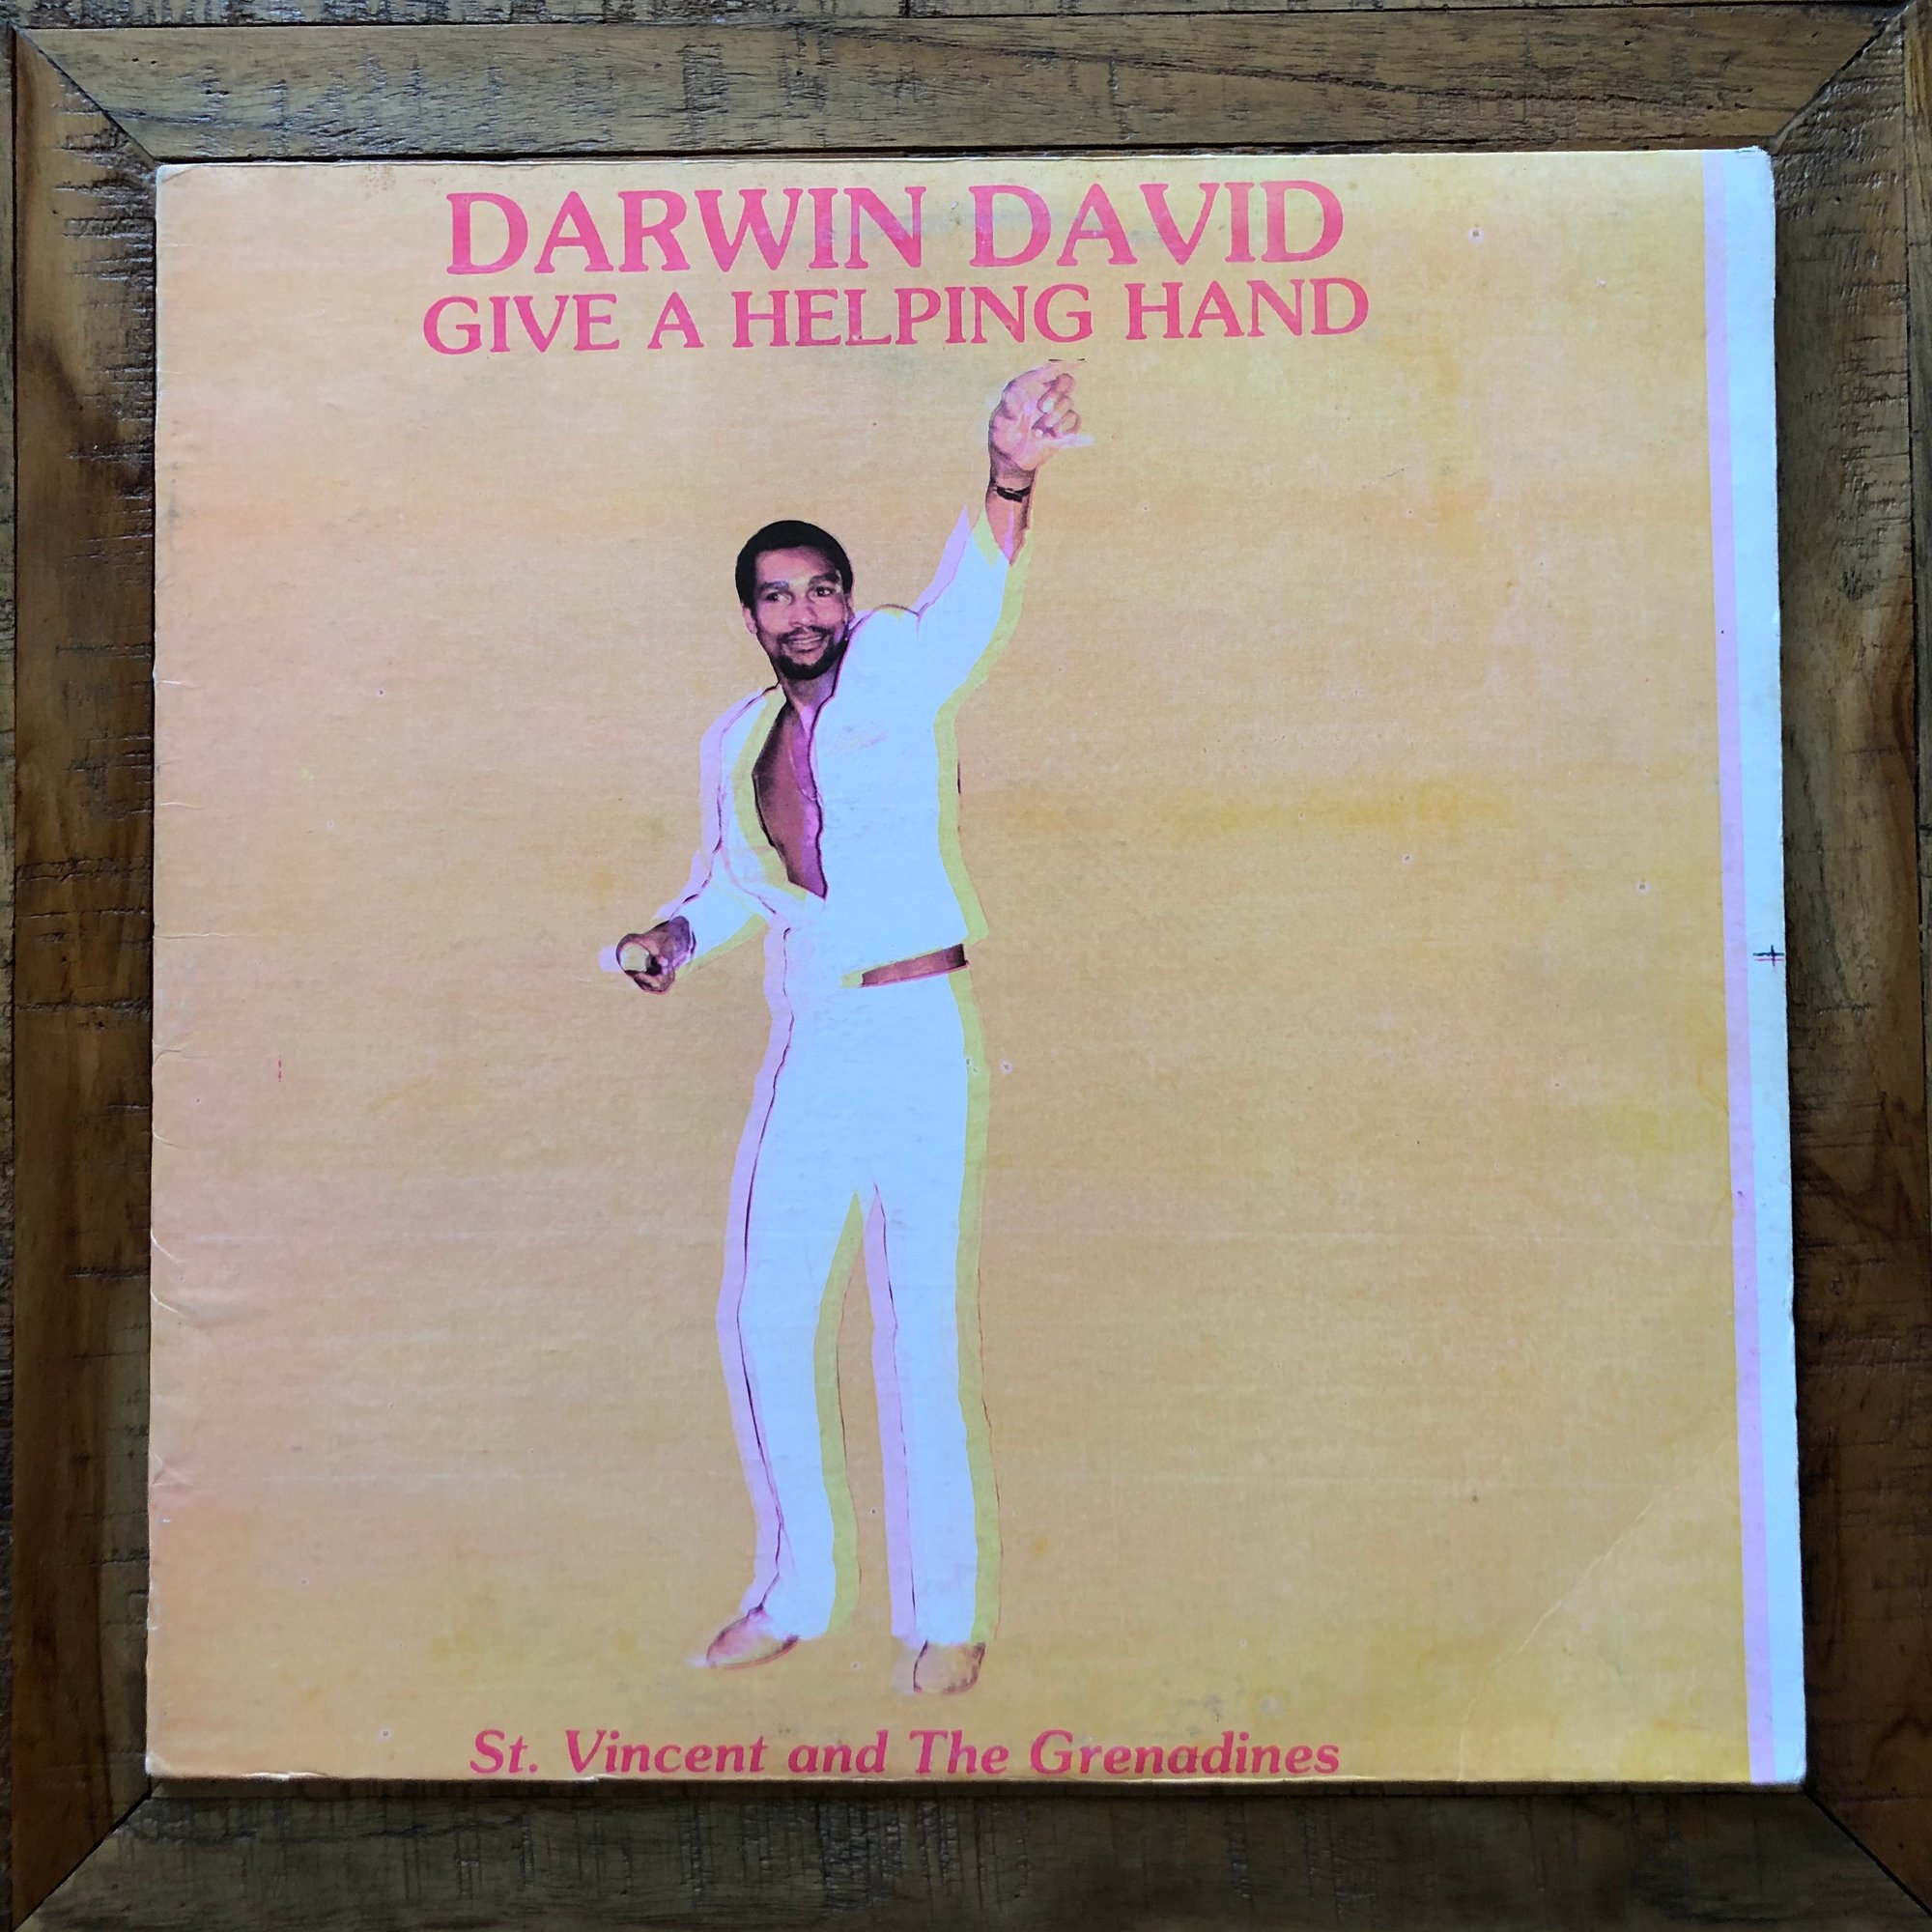 DARWIN DAVID
GIVE A HELPING HAND
St. Vincent and The Grenadines